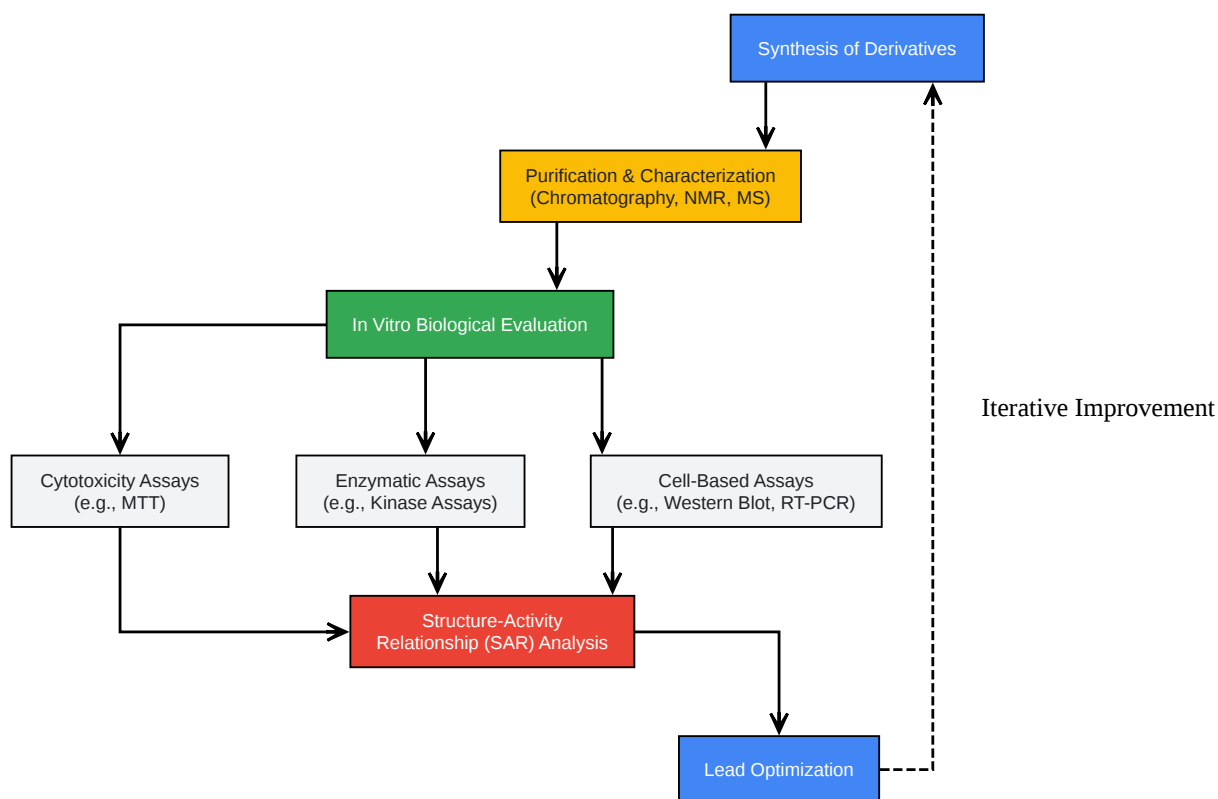 Synthesis of Derivatives
Purification & Characterization
(Chromatography, NMR, MS)
In Vitro Biological Evaluation
Iterative Improvement
Cytotoxicity Assays
(e.g., MTT)
Enzymatic Assays
(e.g., Kinase Assays)
Cell-Based Assays
(e.g., Western Blot, RT-PCR)
Structure-Activity
Relationship (SAR) Analysis
Lead Optimization